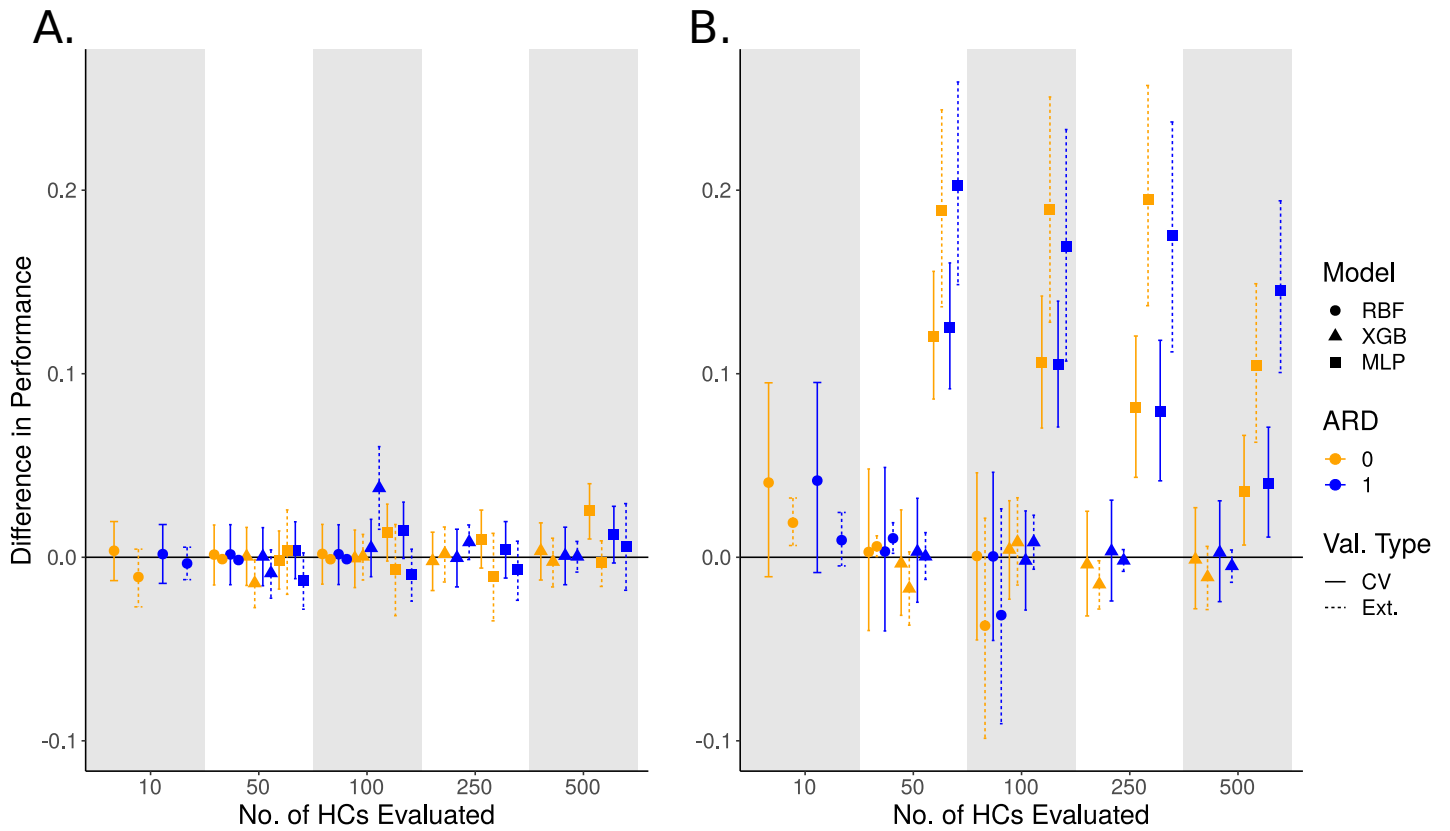 A.
B.
Difference in Performance
0.2
0.1
0.0
-0.1
10
50
100
250
500
No. of HCs Evaluated
0.2
0.1
0.0
-0.1
10
50
100
250
500
No. of HCs Evaluated
Model
RBF
XGB
MLP
ARD
0
1
Val. Type
CV
Ext.